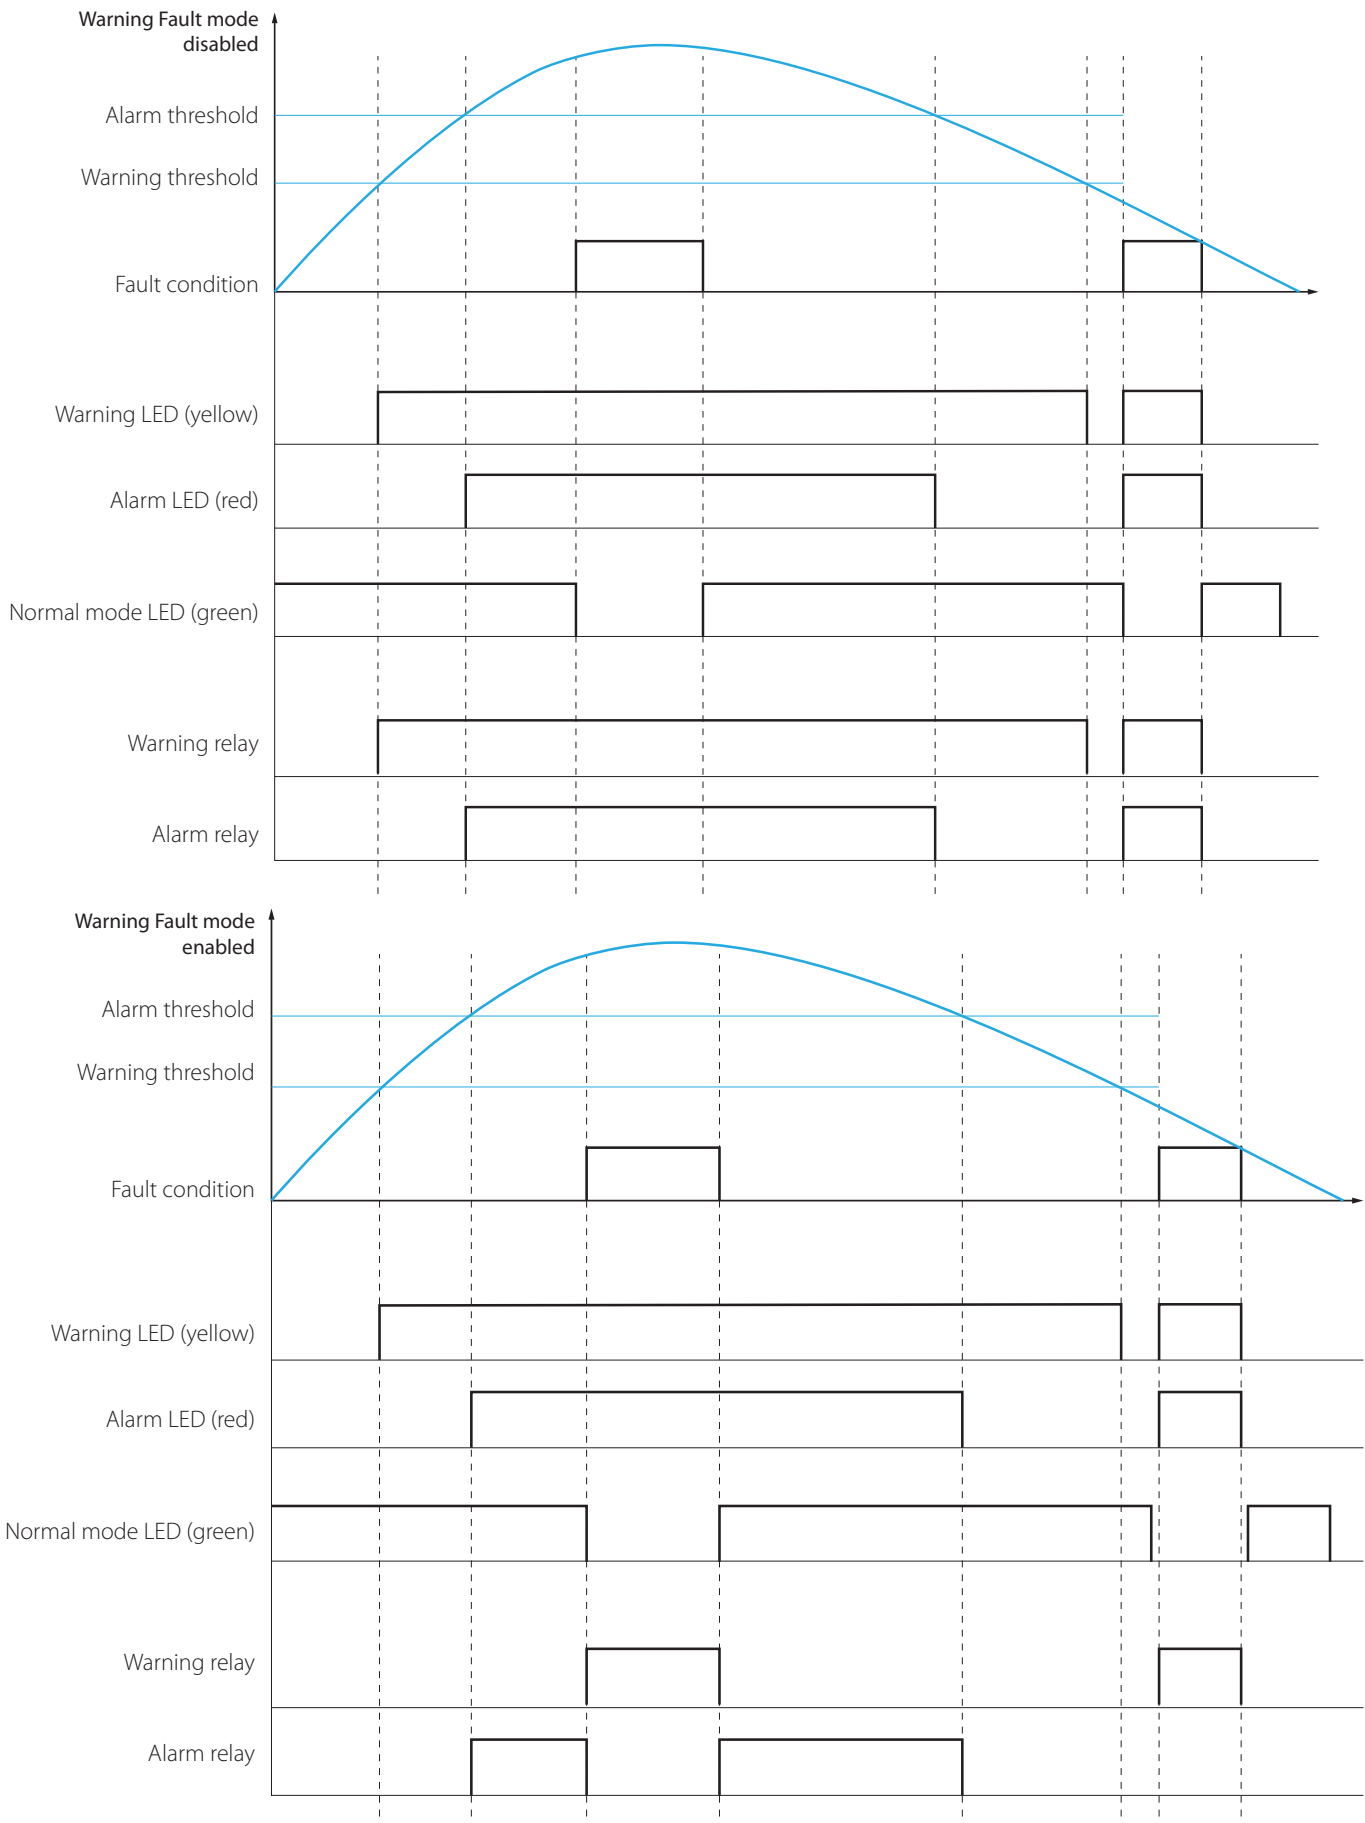 Warning Fault mode
disabled
Alarm threshold
Warning threshold
Fault condition
Warning LED (yellow)
Alarm LED (red)
Normal mode LED (green)
Warning relay
Alarm relay
Warning Fault mode
enabled
Alarm threshold
Warning threshold
Fault condition
Warning LED (yellow)
Alarm LED (red)
Normal mode LED (green)
Warning relay
Alarm relay